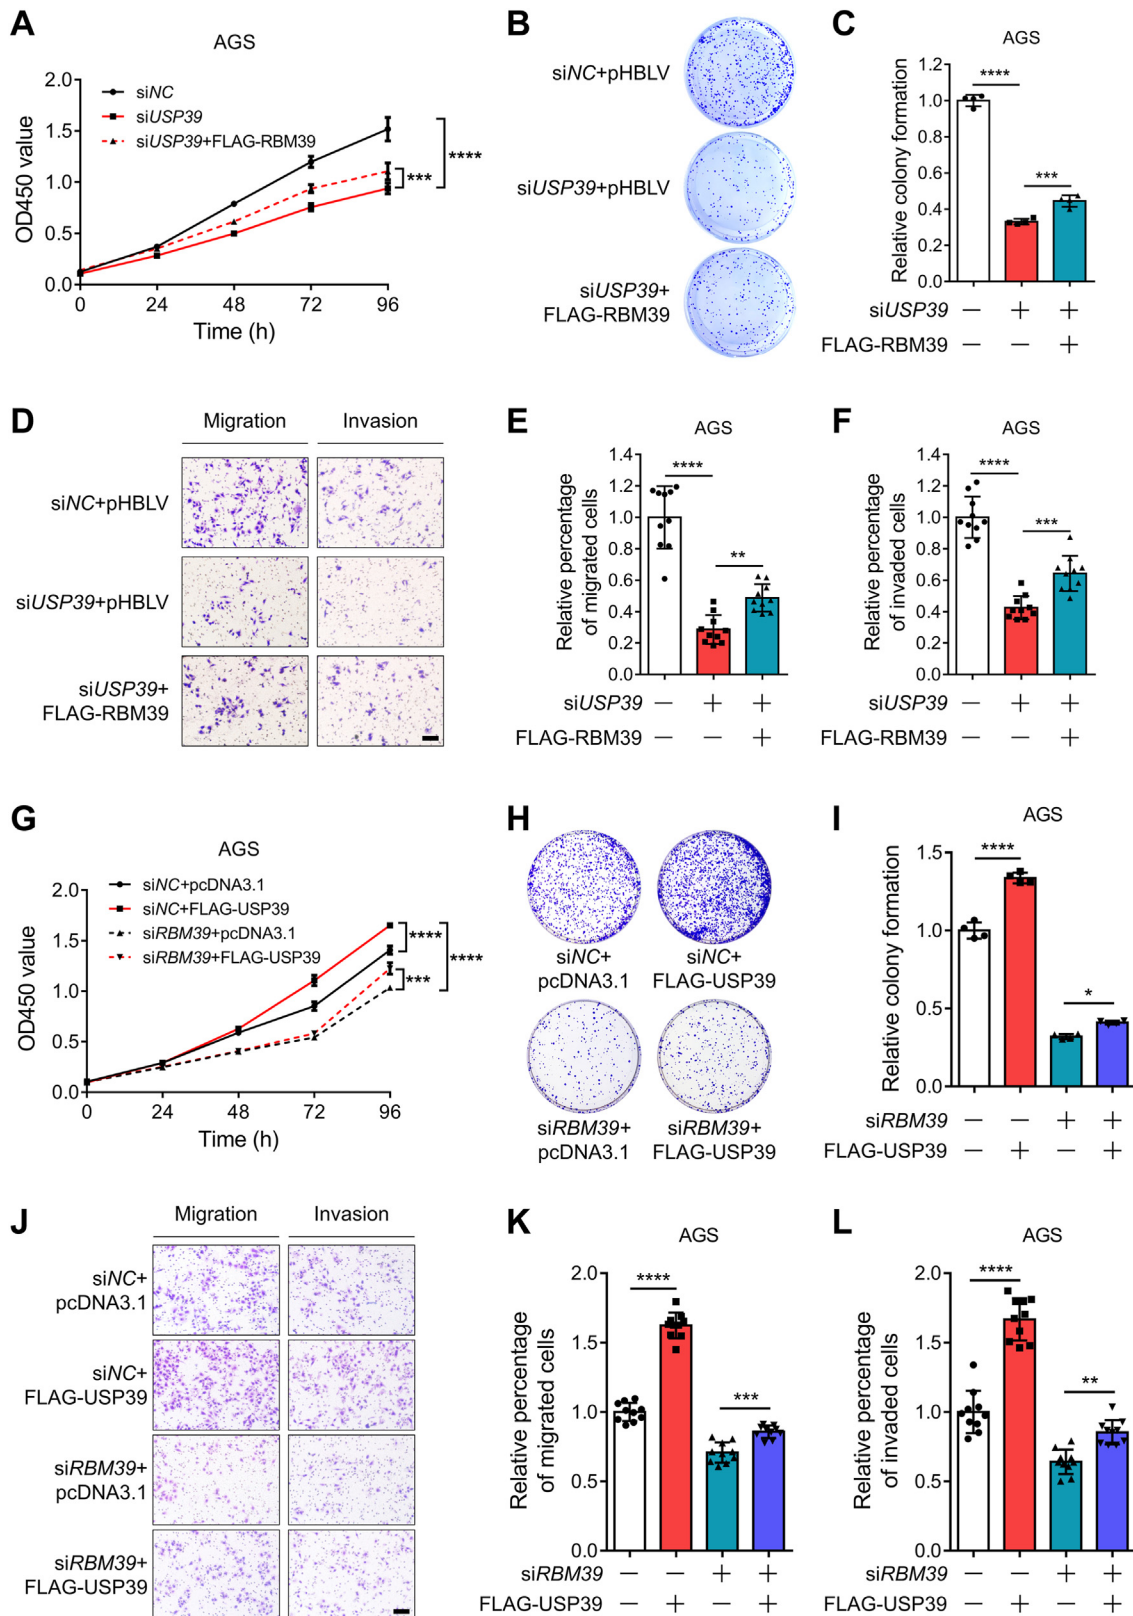 A
AGS
OD450 value
2.0
1.5
1.0
0.5
0.0
siNC
siUSP39
siUSP39+FLAG-RBM39
***
****
0 24 48 72 96
Time (h)
B
siNC+pHBLV
siUSP39+pHBLV
siUSP39+
FLAG-RBM39
C
AGS
Relative colony formation
1.2
1.0
0.8
0.6
0.4
0.2
0.0
****
***
siUSP39 — + +
FLAG-RBM39 — — +
D
Migration Invasion
siNC+pHBLV
siUSP39+pHBLV
siUSP39+
FLAG-RBM39
E
AGS
Relative percentage
of migrated cells
1.4
1.2
1.0
0.8
0.6
0.4
0.2
0.0
****
**
siUSP39 — + +
FLAG-RBM39 — — +
F
AGS
Relative percentage
of invaded cells
1.4
1.2
1.0
0.8
0.6
0.4
0.2
0.0
****
***
siUSP39 — + +
FLAG-RBM39 — — +
G
AGS
OD450 value
2.0
1.5
1.0
0.5
0.0
siNC+pcDNA3.1
siNC+FLAG-USP39
siRBM39+pcDNA3.1
siRBM39+FLAG-USP39
****
***
****
0 24 48 72 96
Time (h)
H
siNC+
pcDNA3.1
siNC+
FLAG-USP39
siRBM39+
pcDNA3.1
siRBM39+
FLAG-USP39
I
AGS
Relative colony formation
1.5
1.0
0.5
0.0
****
*
siRBM39 — — + +
FLAG-USP39 — + — +
J
Migration Invasion
siNC+
pcDNA3.1
siNC+
FLAG-USP39
siRBM39+
pcDNA3.1
siRBM39+
FLAG-USP39
K
AGS
Relative percentage
of migrated cells
2.0
1.5
1.0
0.5
0.0
****
***
siRBM39 — — + +
FLAG-USP39 — + — +
L
AGS
Relative percentage
of invaded cells
2.0
1.5
1.0
0.5
0.0
****
**
siRBM39 — — + +
FLAG-USP39 — + — +